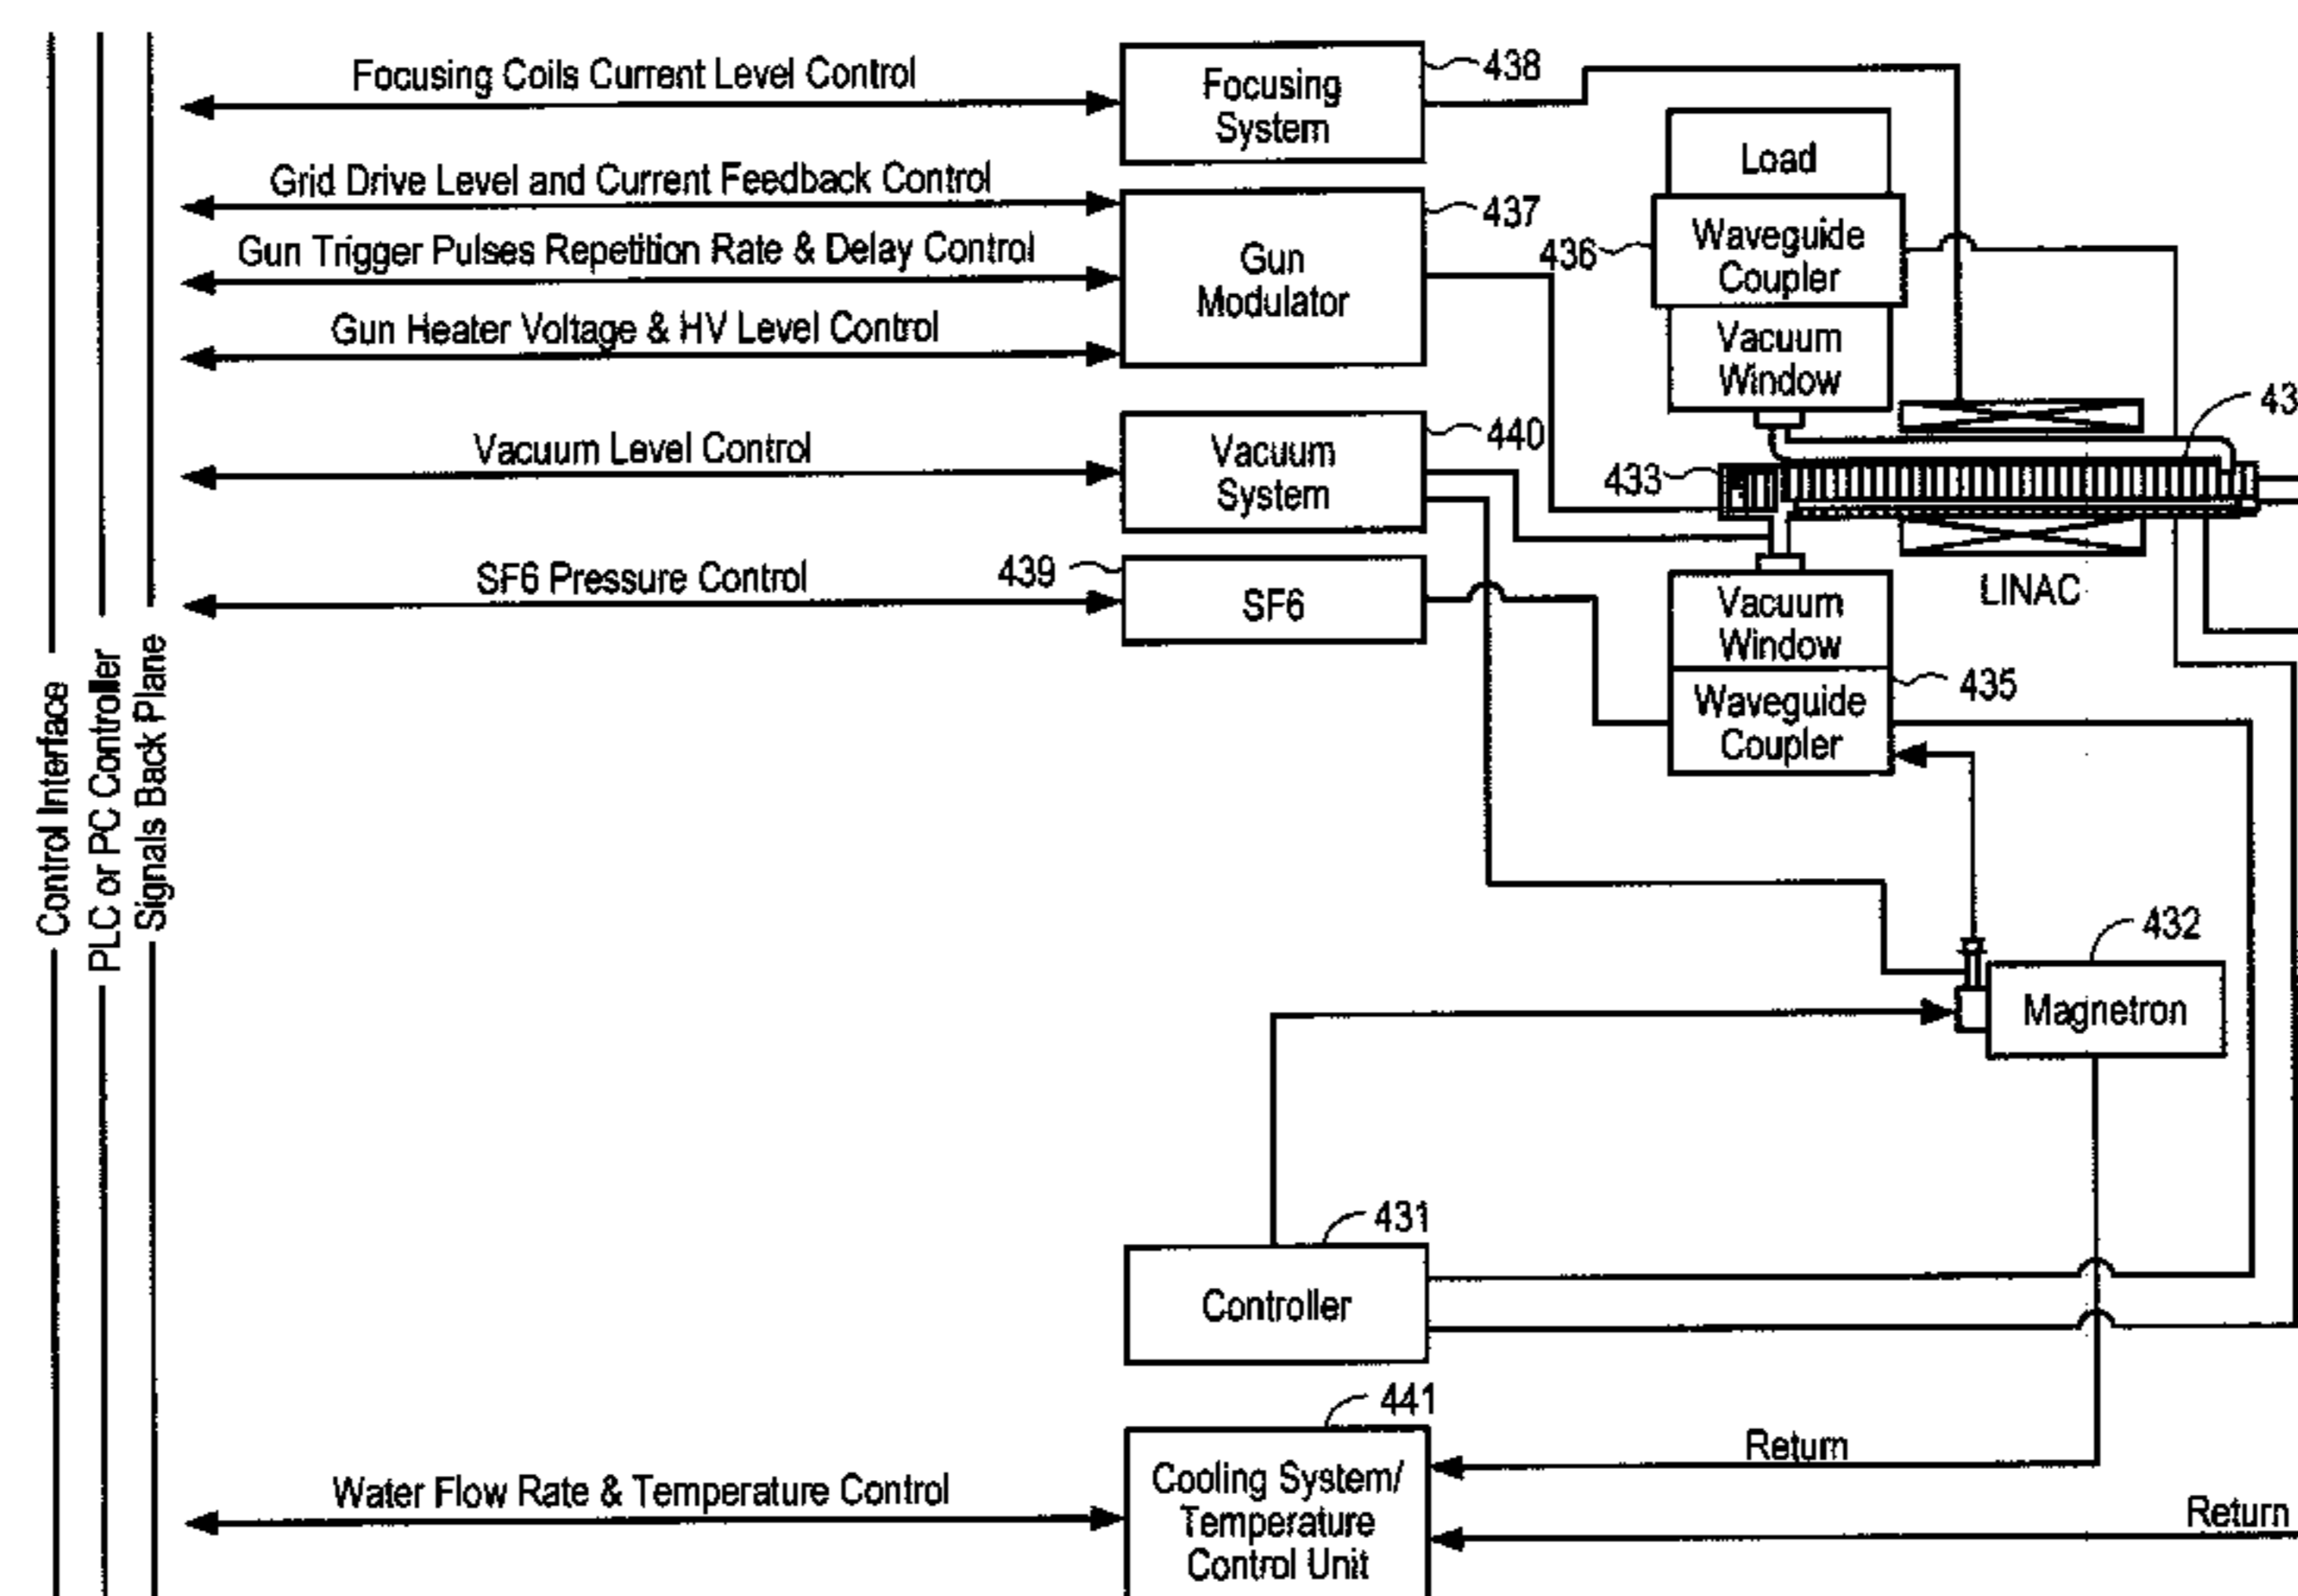 Focusing Coils Current Level Control
Focusing
System
438
Load
Grid Drive Level and Current Feedback Control
Gun Trigger Pulses Repetition Rate & Delay Control
Gun Heater Voltage & HV Level Control
Gun
Modulator
437
436
Waveguide
Coupler
Vacuum
Window
Vacuum Level Control
Vacuum
System
440
433
LINAC
SF6 Pressure Control
439
SF6
Vacuum
Window
Waveguide
Coupler
435
Control Interface
PLC or PC Controller
Signals Back Plane
432
Magnetron
431
Controller
441
Water Flow Rate & Temperature Control
Cooling System/
Temperature
Control Unit
Return
Return